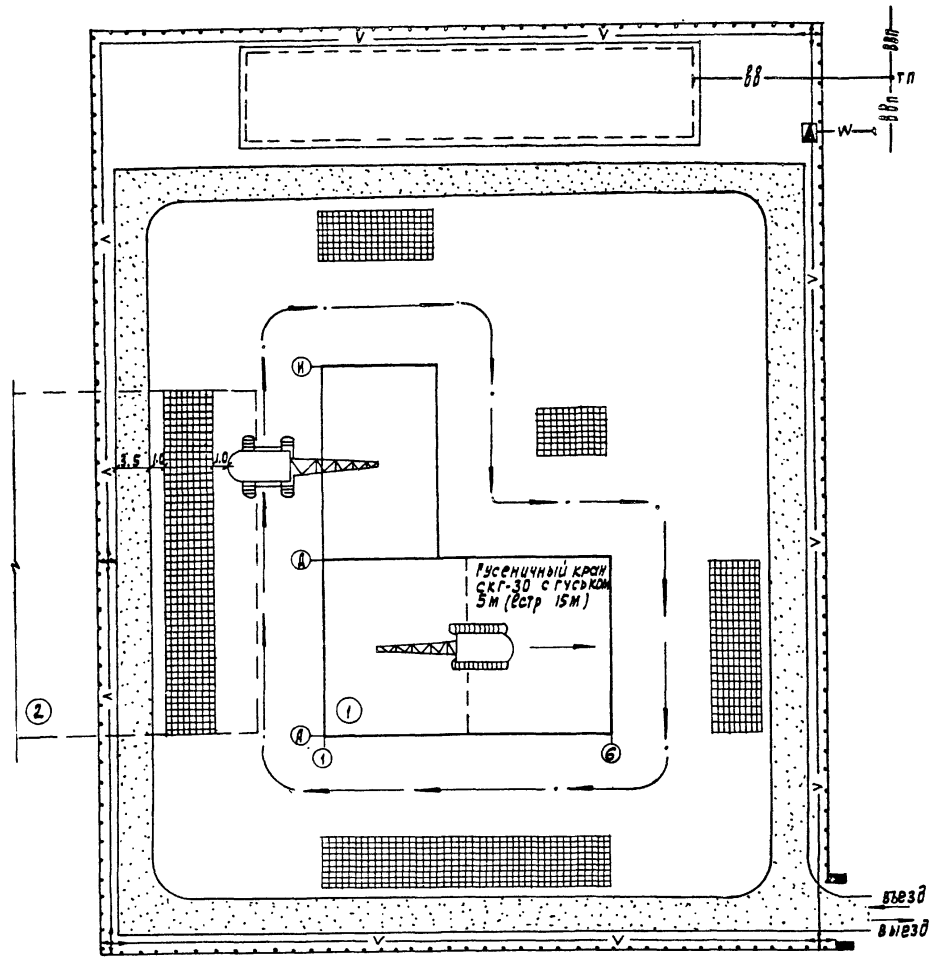 V
V
ВВП
ВВ
ТП
ВВП
W
V
V
И
3.5
1.0
1.0
V
V
Д
Гусеничный кран
СКГ-30 с гуськом
5м (ℓстр 15м)
V
2
1
А
V
1
6
V
въезд
выезд
V
V